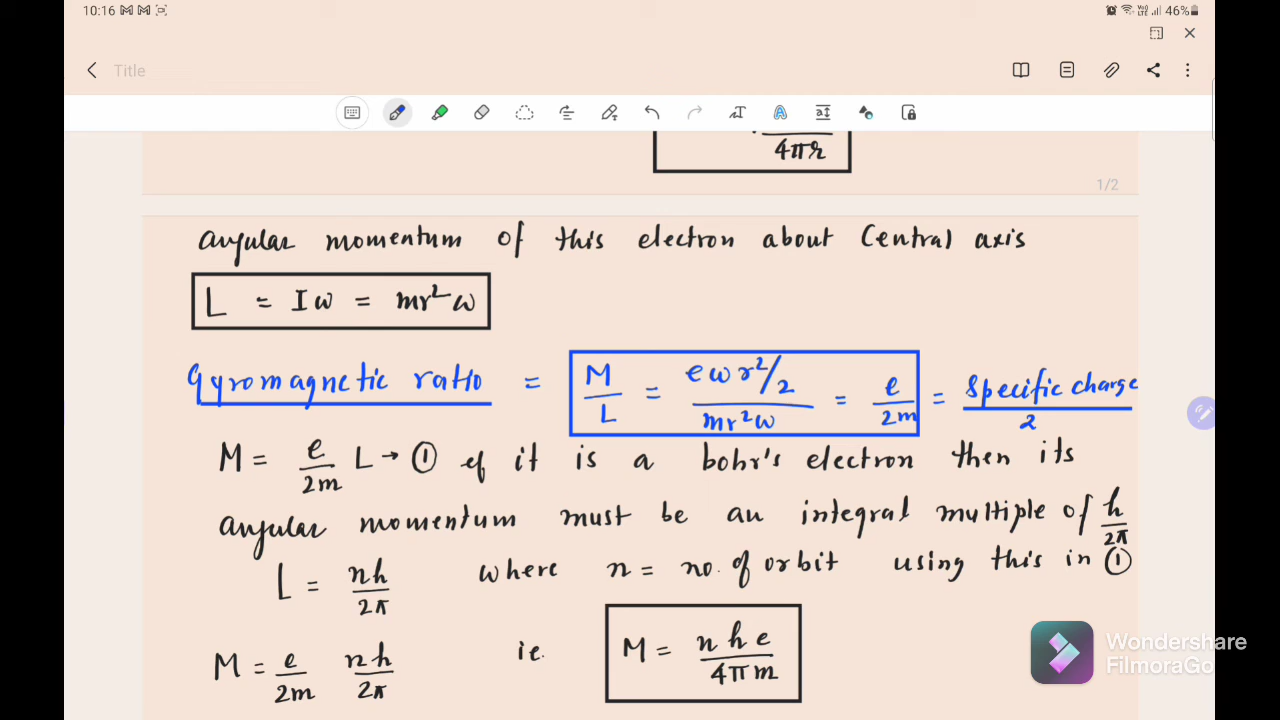 10:16 46%
Title
4πr
1/2
angular momentum of this electron about Central axis
L = Iω = mr²ω
Gyromagnetic ratio = M/L = eωr²/2 / mr²ω = e/2m = Specific charge/2
M = e/2m L → ① if it is a bohr's electron then its
angular momentum must be an integral multiple of h/2π
L = nh/2π where n = no. of orbit using this in ①
M = e/2m nh/2π ie. M = nhe/4πm
Wondershare
FilmoraGo